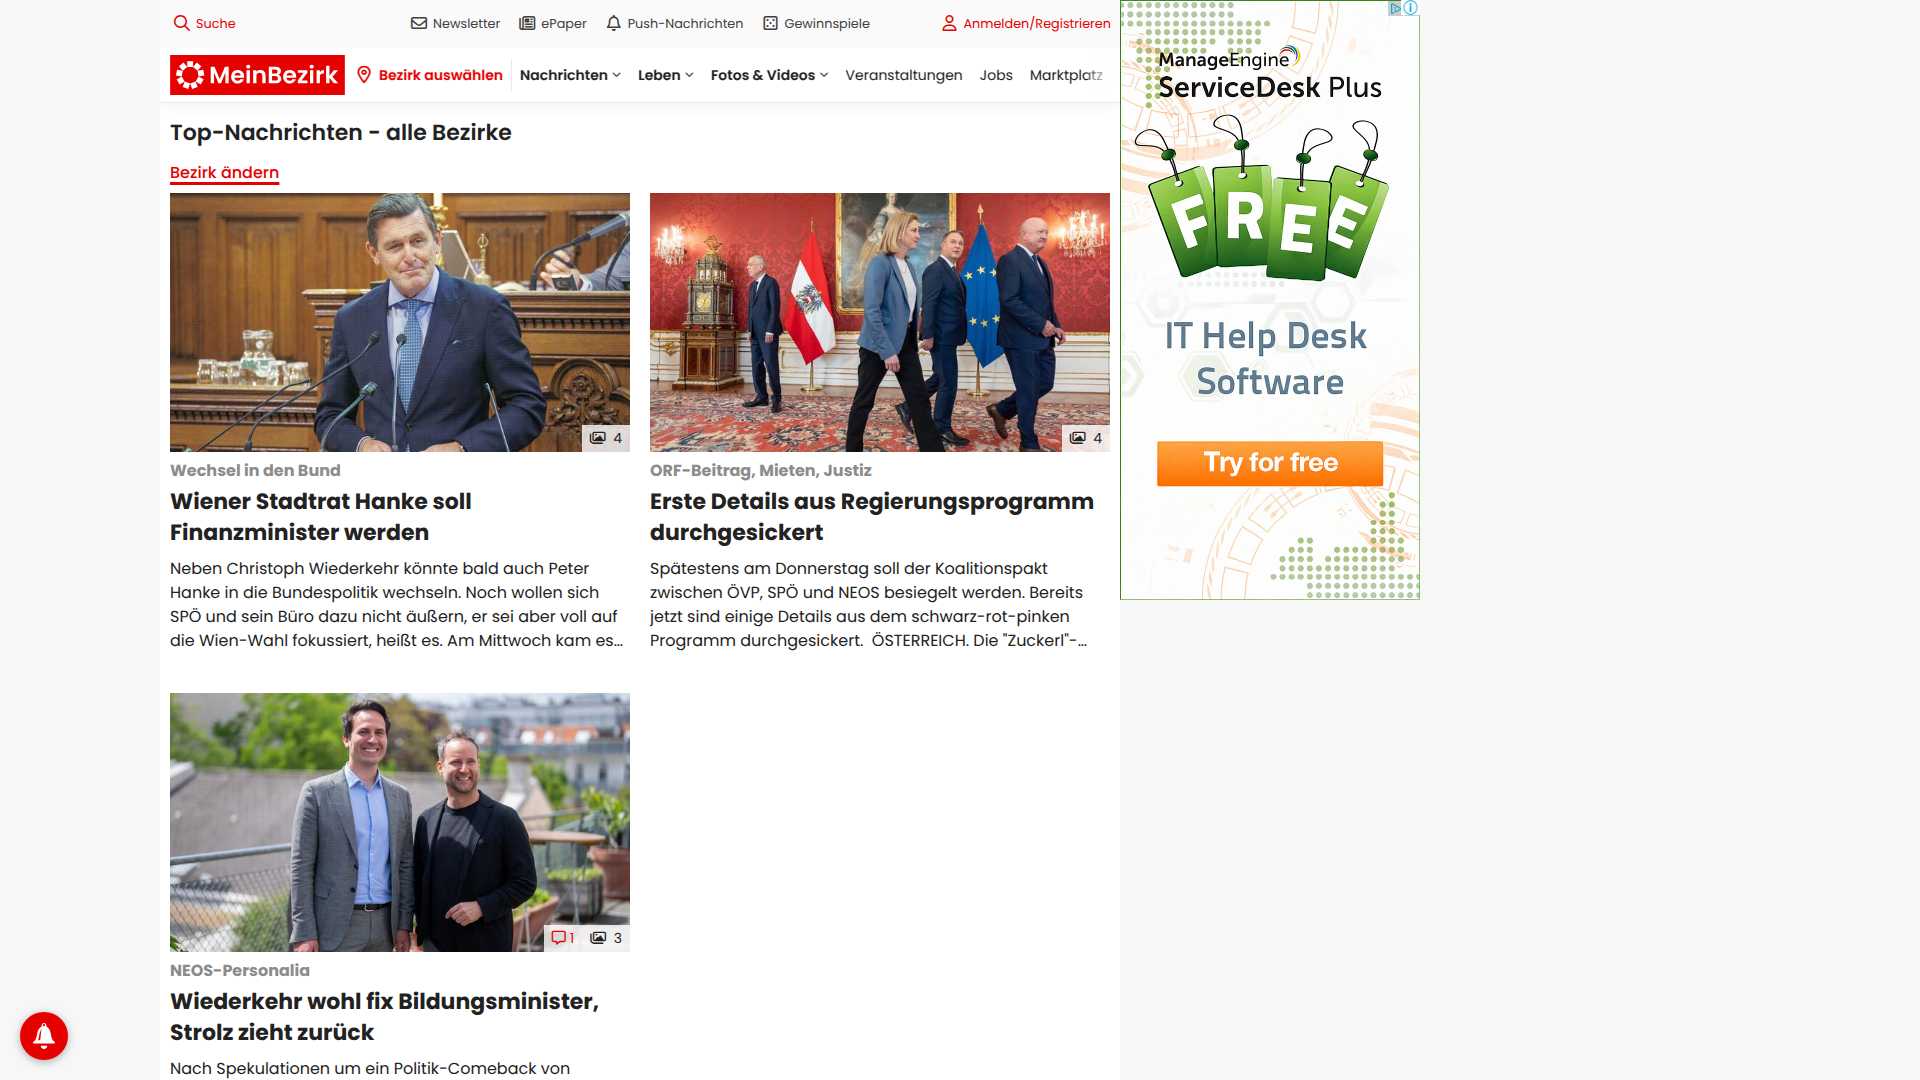 Suche
Newsletter
ePaper
Push-Nachrichten
Gewinnspiele
Anmelden/Registrieren
MeinBezirk
Bezirk auswählen
Nachrichten
Leben
Fotos & Videos
Veranstaltungen
Jobs
Marktplatz
Top-Nachrichten - alle Bezirke
Bezirk ändern
4
Wechsel in den Bund
Wiener Stadtrat Hanke soll
Finanzminister werden
Neben Christoph Wiederkehr könnte bald auch Peter
Hanke in die Bundespolitik wechseln. Noch wollen sich
SPÖ und sein Büro dazu nicht äußern, er sei aber voll auf
die Wien-Wahl fokussiert, heißt es. Am Mittwoch kam es...
4
ORF-Beitrag, Mieten, Justiz
Erste Details aus Regierungsprogramm
durchgesickert
Spätestens am Donnerstag soll der Koalitionspakt
zwischen ÖVP, SPÖ und NEOS besiegelt werden. Bereits
jetzt sind einige Details aus dem schwarz-rot-pinken
Programm durchgesickert. ÖSTERREICH. Die "Zuckerl"-...
1
3
NEOS-Personalia
Wiederkehr wohl fix Bildungsminister,
Strolz zieht zurück
Nach Spekulationen um ein Politik-Comeback von
ManageEngine
ServiceDesk Plus
FREE
IT Help Desk
Software
Try for free